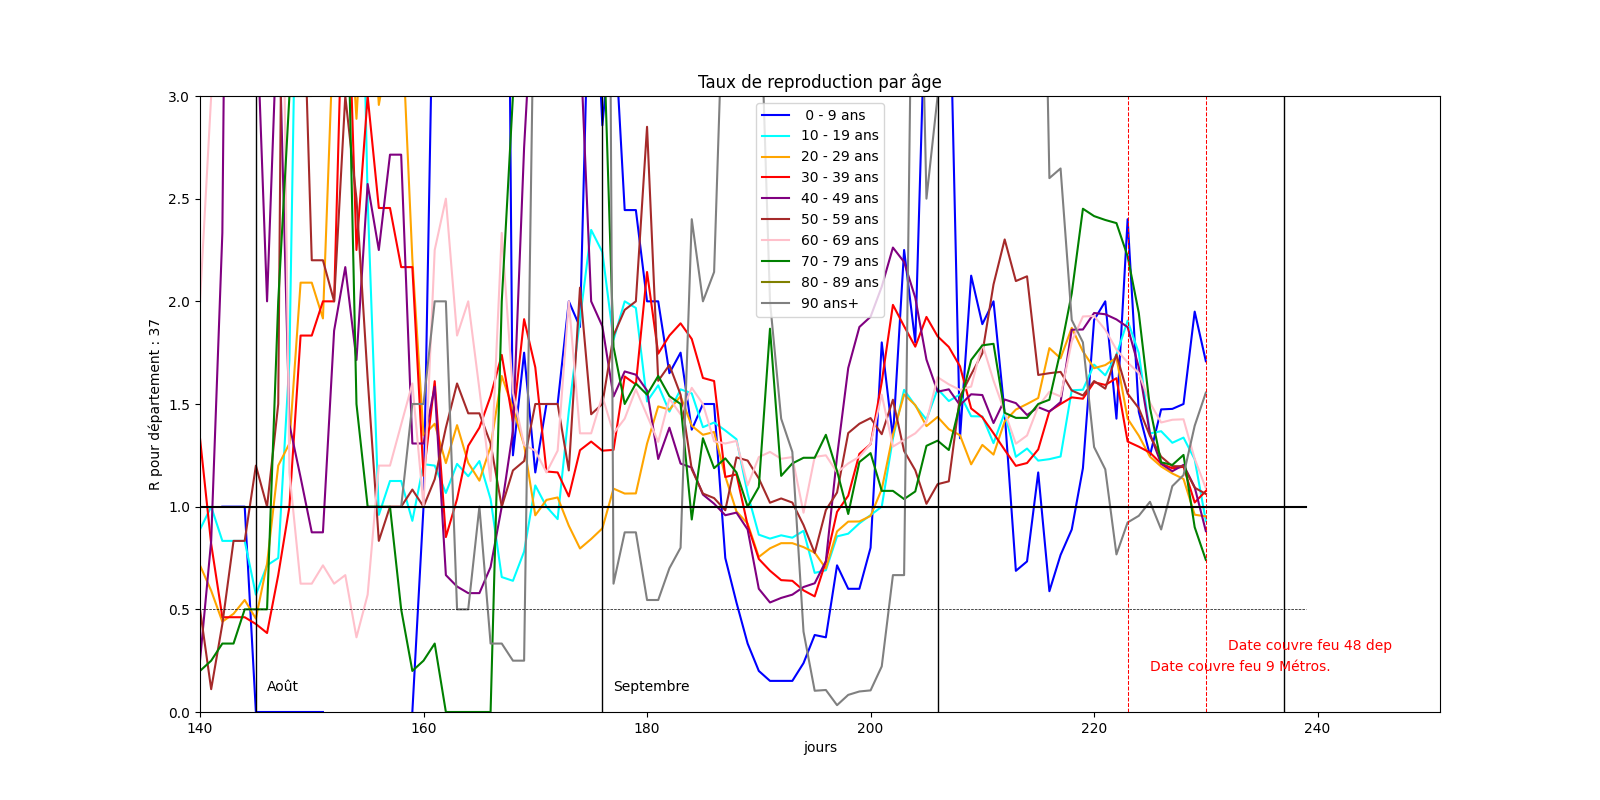 Taux de reproduction par âge
R pour département : 37
3.0
2.5
2.0
1.5
1.0
0.5
0.0
0 - 9 ans
10 - 19 ans
20 - 29 ans
30 - 39 ans
40 - 49 ans
50 - 59 ans
60 - 69 ans
70 - 79 ans
80 - 89 ans
90 ans+
Date couvre feu 48 dep
Date couvre feu 9 Métros.
Août
Septembre
140
160
180
200
220
240
jours